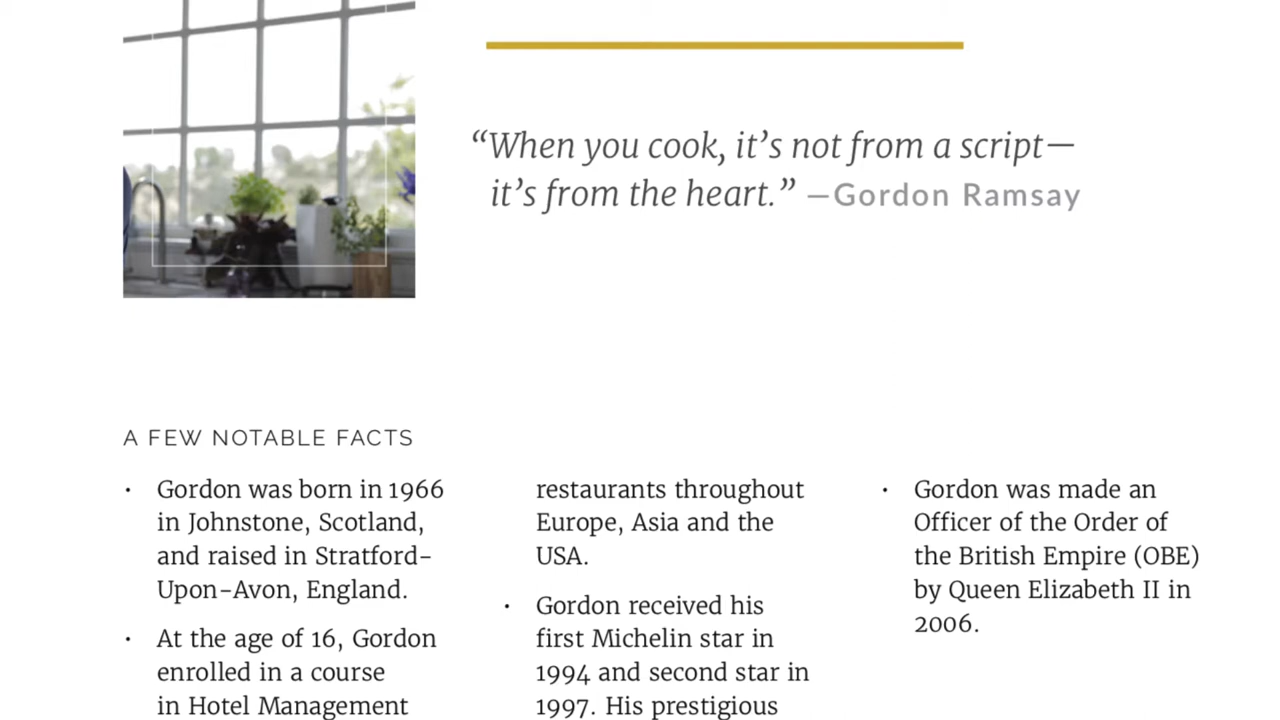 “When you cook, it’s not from a script—
it’s from the heart.” —Gordon Ramsay
A FEW NOTABLE FACTS
• Gordon was born in 1966
in Johnstone, Scotland,
and raised in Stratford-
Upon-Avon, England.
• At the age of 16, Gordon
enrolled in a course
in Hotel Management
restaurants throughout
Europe, Asia and the
USA.
• Gordon received his
first Michelin star in
1994 and second star in
1997. His prestigious
• Gordon was made an
Officer of the Order of
the British Empire (OBE)
by Queen Elizabeth II in
2006.